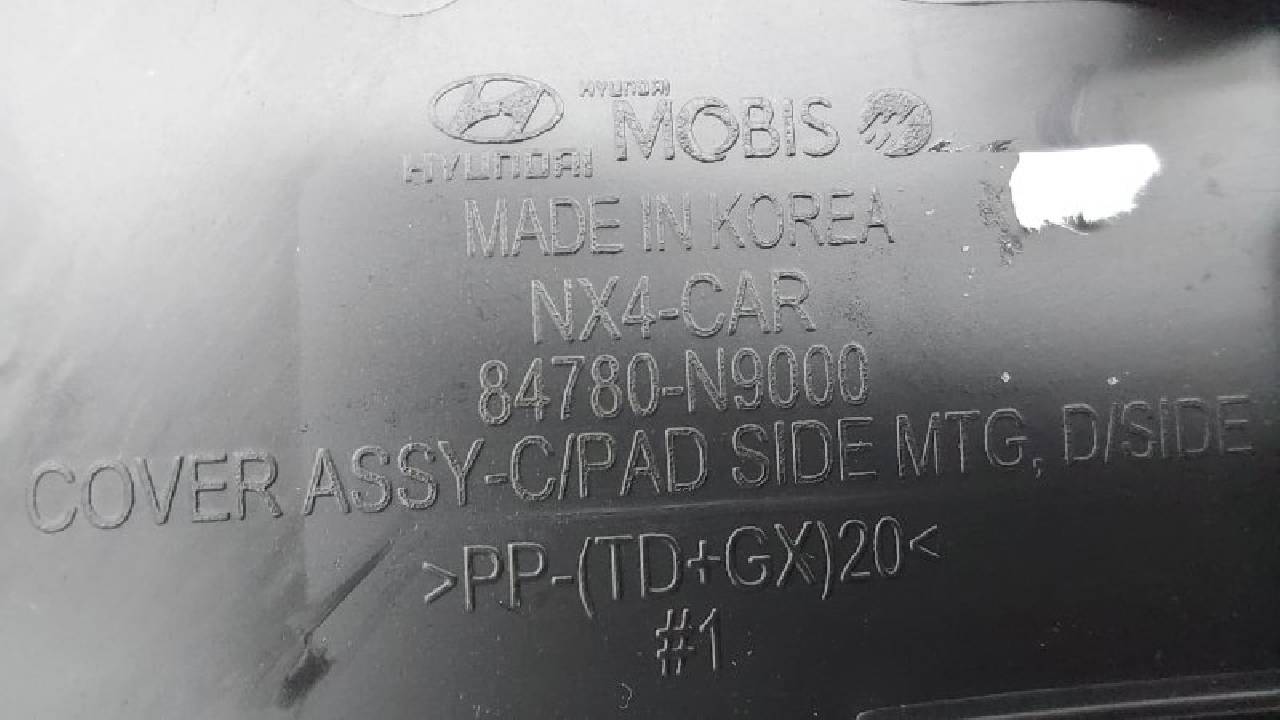 HYUNDAI
HYUNDAI
MOBIS
MADE IN KOREA
NX4-CAR
84780-N9000
COVER ASSY-C/PAD SIDE MTG, D/SIDE
>PP-(TD+GX)20<
#1